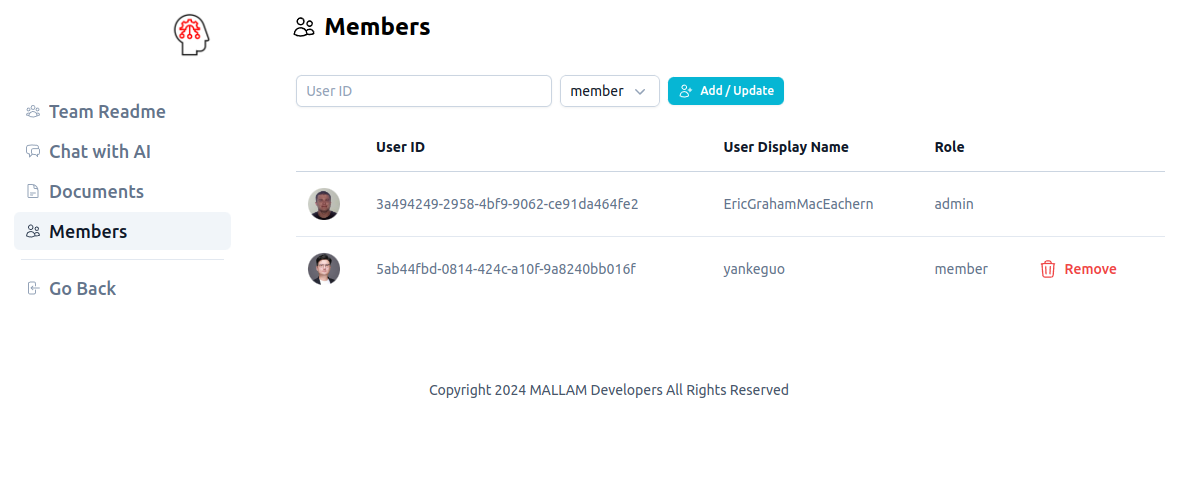 Members
User ID
member
Add / Update
Team Readme
Chat with AI
Documents
Members
Go Back
User ID User Display Name Role
3a494249-2958-4bf9-9062-ce91da464fe2 EricGrahamMacEachern admin
5ab44fbd-0814-424c-a10f-9a8240bb016f yankeguo member Remove
Copyright 2024 MALLAM Developers All Rights Reserved